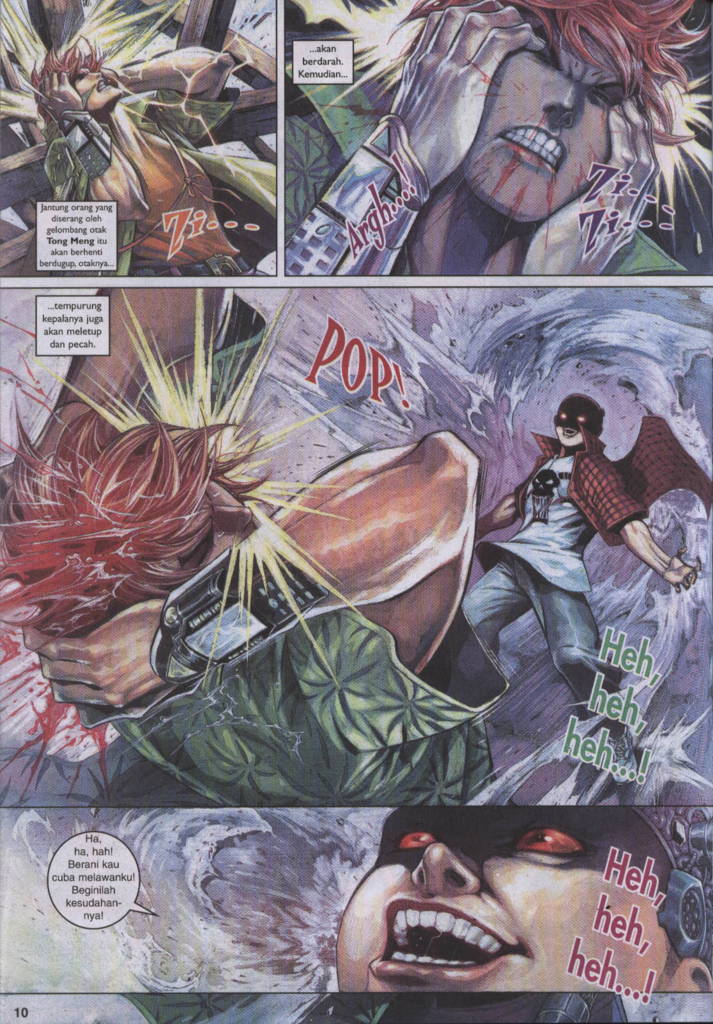 Jantung orang yang
diserang oleh
gelombang otak
Tong Meng itu
akan berhenti
berdugup, otaknya...
Zi---
...akan
berdarah.
Kemudian...
Argh...!
Zi---
Zi---
...tempurung
kepalanya juga
akan meletup
dan pecah.
POP!
Heh,
heh,
heh...!
Ha,
ha, hah!
Berani kau
cuba melawanku!
Beginilah
kesudahan-
nya!
Heh,
heh,
heh...!
10